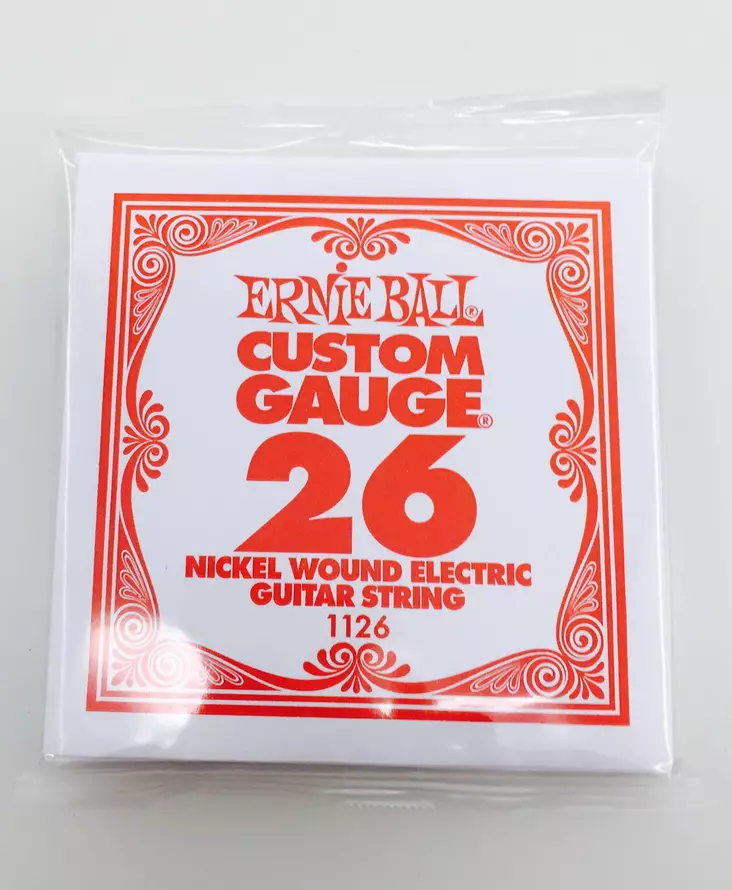 ERNIE BALL®
CUSTOM
GAUGE®
26
NICKEL WOUND ELECTRIC
GUITAR STRING
1126